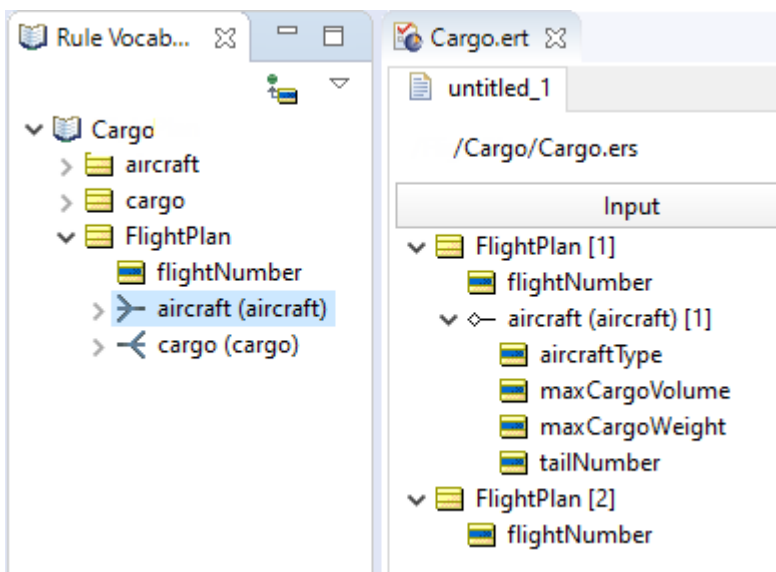 Rule Vocab...
Cargo
aircraft
cargo
FlightPlan
flightNumber
aircraft (aircraft)
cargo (cargo)
Cargo.ert
untitled_1
/Cargo/Cargo.ers
Input
FlightPlan [1]
flightNumber
aircraft (aircraft) [1]
aircraftType
maxCargoVolume
maxCargoWeight
tailNumber
FlightPlan [2]
flightNumber